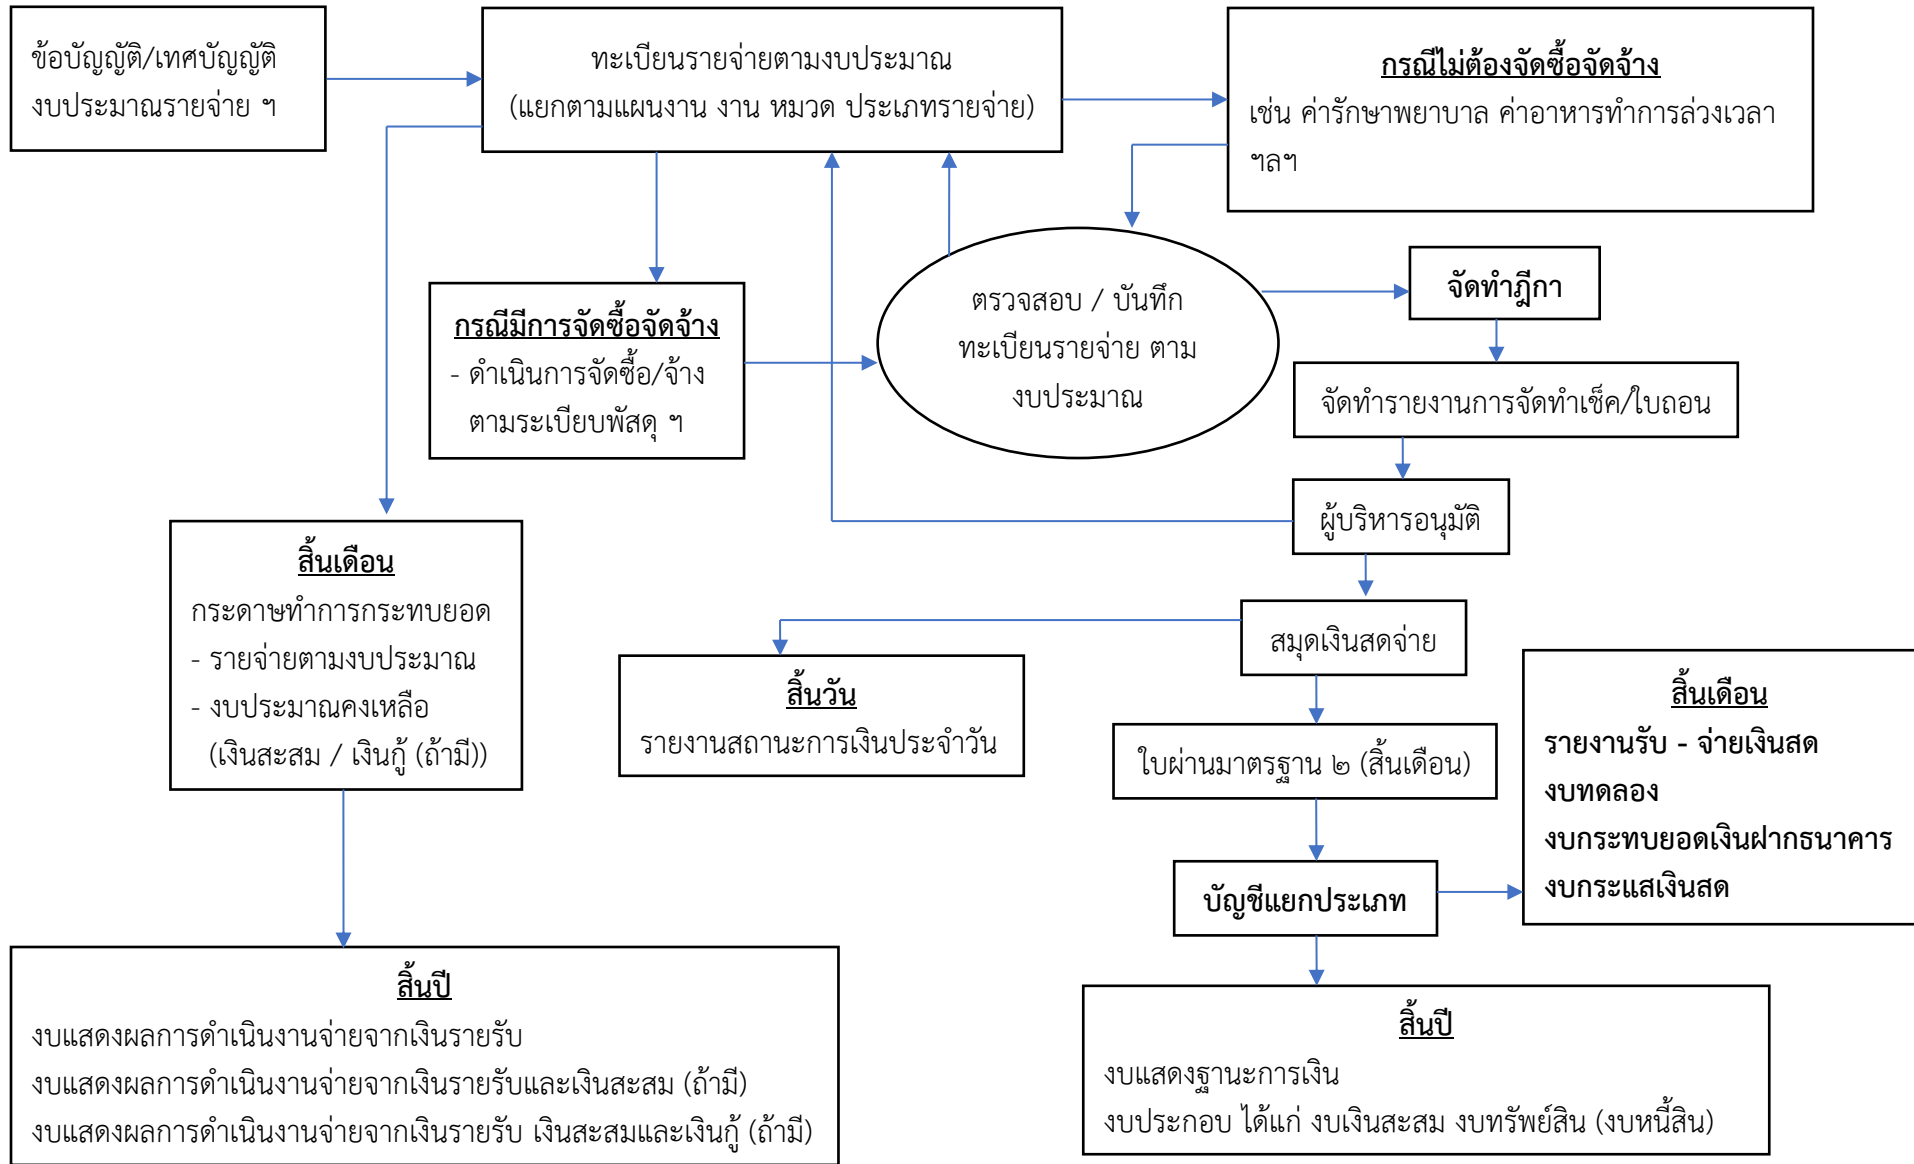 ข้อบัญญัติ/เทศบัญญัติ
งบประมาณรายจ่าย ฯ
ทะเบียนรายจ่ายตามงบประมาณ
(แยกตามแผนงาน งาน หมวด ประเภทรายจ่าย)
กรณีไม่ต้องจัดซื้อจัดจ้าง
เช่น ค่ารักษาพยาบาล ค่าอาหารทำการล่วงเวลา
ฯลฯ
กรณีมีการจัดซื้อจัดจ้าง
- ดำเนินการจัดซื้อ/จ้าง
ตามระเบียบพัสดุ ฯ
ตรวจสอบ / บันทึก
ทะเบียนรายจ่าย ตาม
งบประมาณ
จัดทำฎีกา
จัดทำรายงานการจัดทำเช็ค/ใบถอน
ผู้บริหารอนุมัติ
สิ้นเดือน
กระดาษทำการกระทบยอด
- รายจ่ายตามงบประมาณ
- งบประมาณคงเหลือ
(เงินสะสม / เงินกู้ (ถ้ามี))
สมุดเงินสดจ่าย
สิ้นวัน
รายงานสถานะการเงินประจำวัน
ใบผ่านมาตรฐาน ๒ (สิ้นเดือน)
สิ้นเดือน
รายงานรับ - จ่ายเงินสด
งบทดลอง
งบกระทบยอดเงินฝากธนาคาร
งบกระแสเงินสด
บัญชีแยกประเภท
สิ้นปี
งบแสดงผลการดำเนินงานจ่ายจากเงินรายรับ
งบแสดงผลการดำเนินงานจ่ายจากเงินรายรับและเงินสะสม (ถ้ามี)
งบแสดงผลการดำเนินงานจ่ายจากเงินรายรับ เงินสะสมและเงินกู้ (ถ้ามี)
สิ้นปี
งบแสดงฐานะการเงิน
งบประกอบ ได้แก่ งบเงินสะสม งบทรัพย์สิน (งบหนี้สิน)